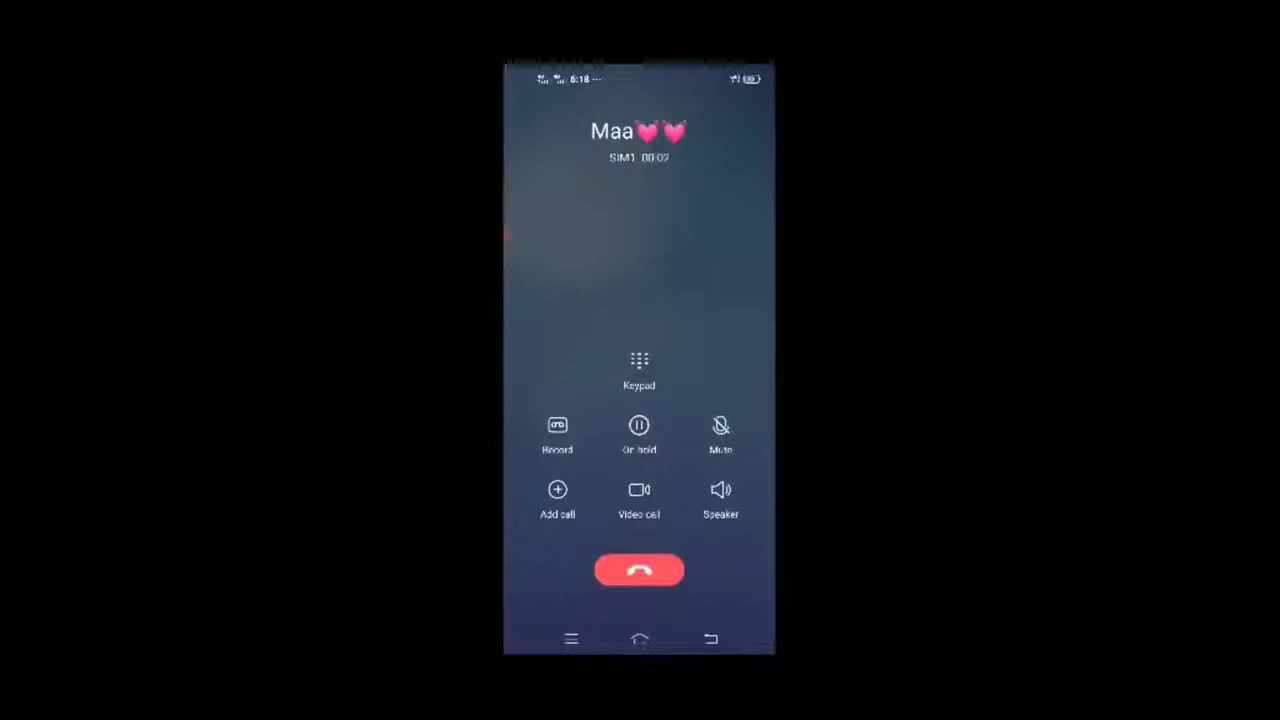 6:18 ...
Maa💓💓
SIM1 00:02
Keypad
Record On hold Mute
Add call Video call Speaker